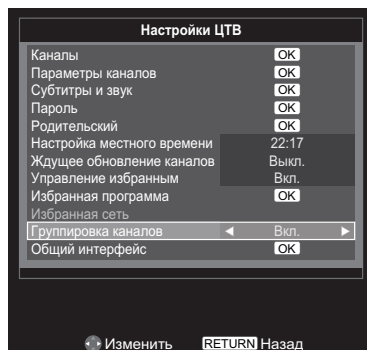 Настройки ЦТВ
Каналы OK
Параметры каналов OK
Субтитры и звук OK
Пароль OK
Родительский OK
Настройка местного времени 22:17
Ждущее обновление каналов Выкл.
Управление избранным Вкл.
Избранная программа OK
Избранная сеть
Группировка каналов Вкл.
Общий интерфейс OK
Изменить RETURN Назад